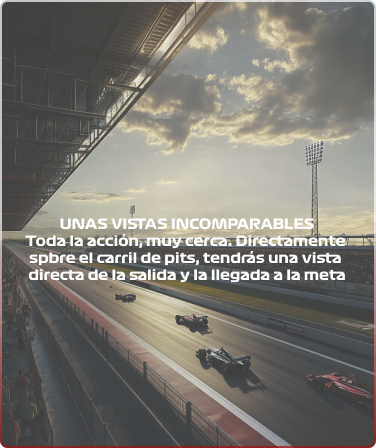 UNAS VISTAS INCOMPARABLES
Toda la acción, muy cerca. Directamente
spbre el carril de pits, tendrás una vista
directa de la salida y la llegada a la meta